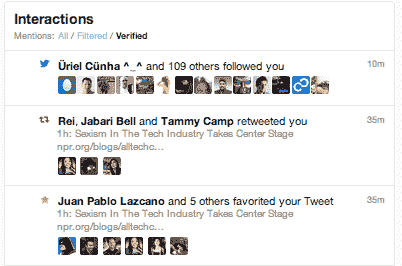 Interactions
Mentions: All / Filtered / Verified
Üriel Cúnha ^_^ and 109 others followed you
10m
Rei, Jabari Bell and Tammy Camp retweeted you
35m
1h: Sexism In The Tech Industry Takes Center Stage
npr.org/blogs/alltechc...
Juan Pablo Lazcano and 5 others favorited your Tweet
35m
1h: Sexism In The Tech Industry Takes Center Stage
npr.org/blogs/alltechc...